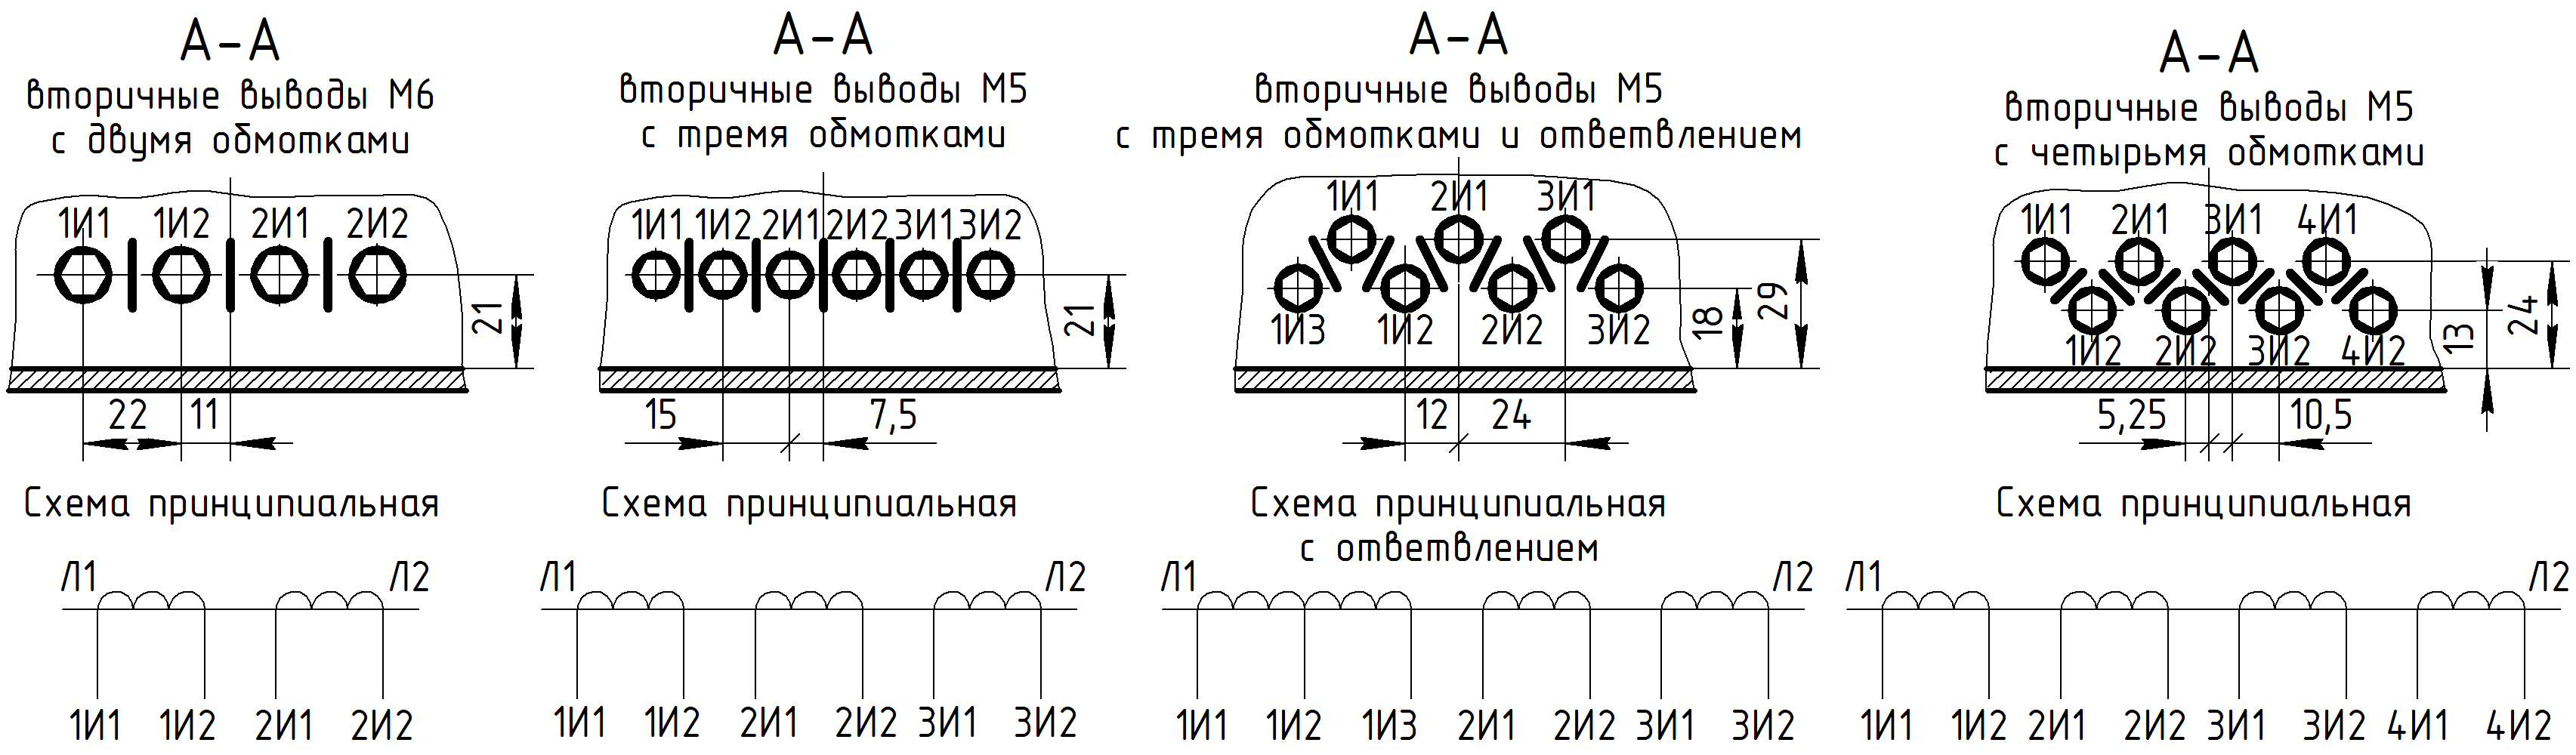 А-А
вторичные выводы М6
с двумя обмотками
1И1 1И2 2И1 2И2
21
22 11
Схема принципиальная
Л1 Л2
1И1 1И2 2И1 2И2
А-А
вторичные выводы М5
с тремя обмотками
1И1 1И2 2И1 2И2 3И1 3И2
21
15 7,5
Схема принципиальная
Л1 Л2
1И1 1И2 2И1 2И2 3И1 3И2
А-А
вторичные выводы М5
с тремя обмотками и ответвлением
1И1 2И1 3И1
1И3 1И2 2И2 3И2
18 29
12 24
Схема принципиальная
с ответвлением
Л1 Л2
1И1 1И2 1И3 2И1 2И2 3И1 3И2
А-А
вторичные выводы М5
с четырьмя обмотками
1И1 2И1 3И1 4И1
1И2 2И2 3И2 4И2
13 24
5,25 10,5
Схема принципиальная
Л1 Л2
1И1 1И2 2И1 2И2 3И1 3И2 4И1 4И2